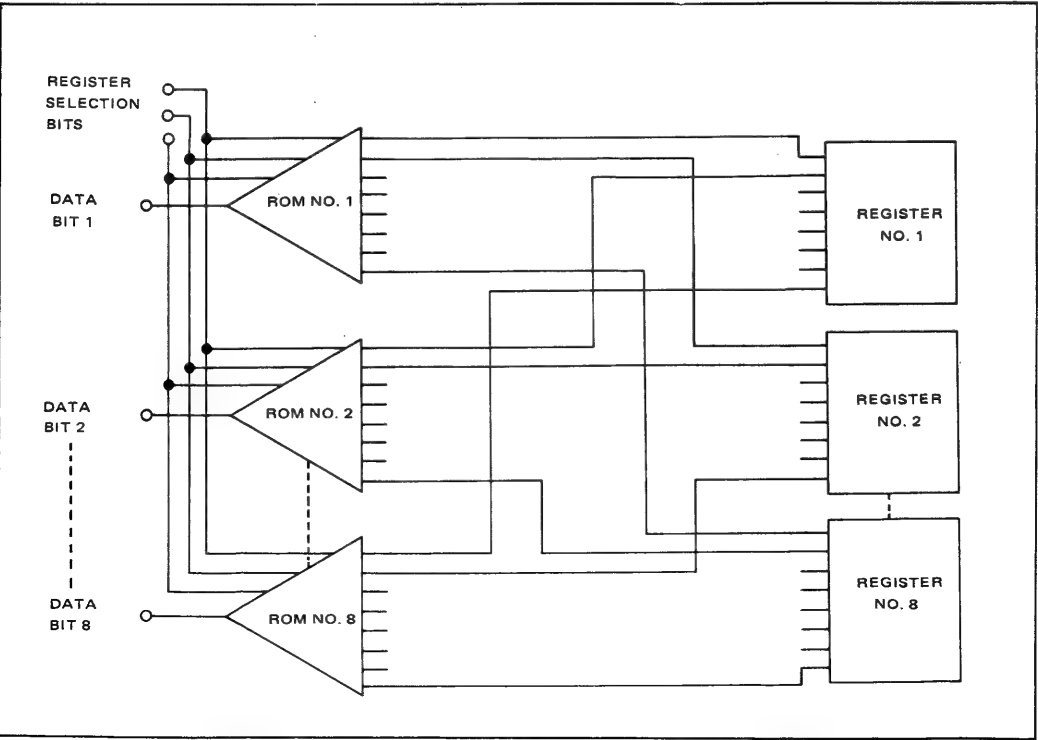 REGISTER
SELECTION
BITS
DATA
BIT 1
ROM NO. 1
REGISTER
NO. 1
DATA
BIT 2
ROM NO. 2
REGISTER
NO. 2
DATA
BIT 8
ROM NO. 8
REGISTER
NO. 8